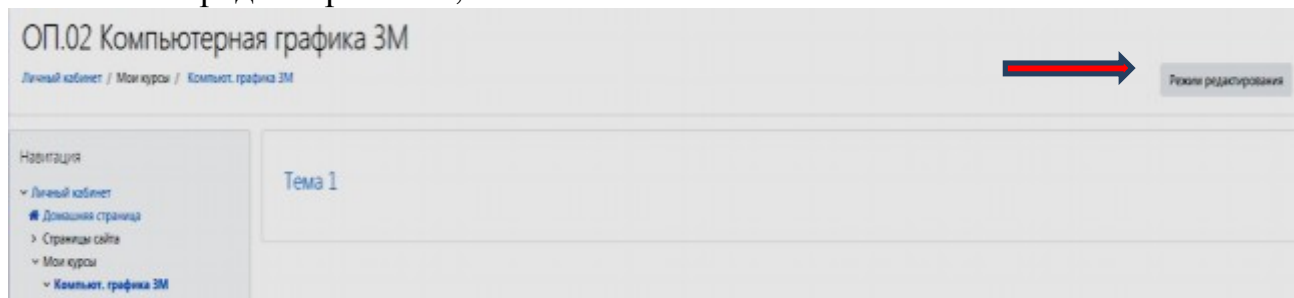 ОП.02 Компьютерная графика 3М
Личный кабинет / Мои курсы / Компьют. графика 3М
Режим редактирования
Навигация
Личный кабинет
Домашняя страница
Страницы сайта
Мои курсы
Компьют. графика 3М
Тема 1